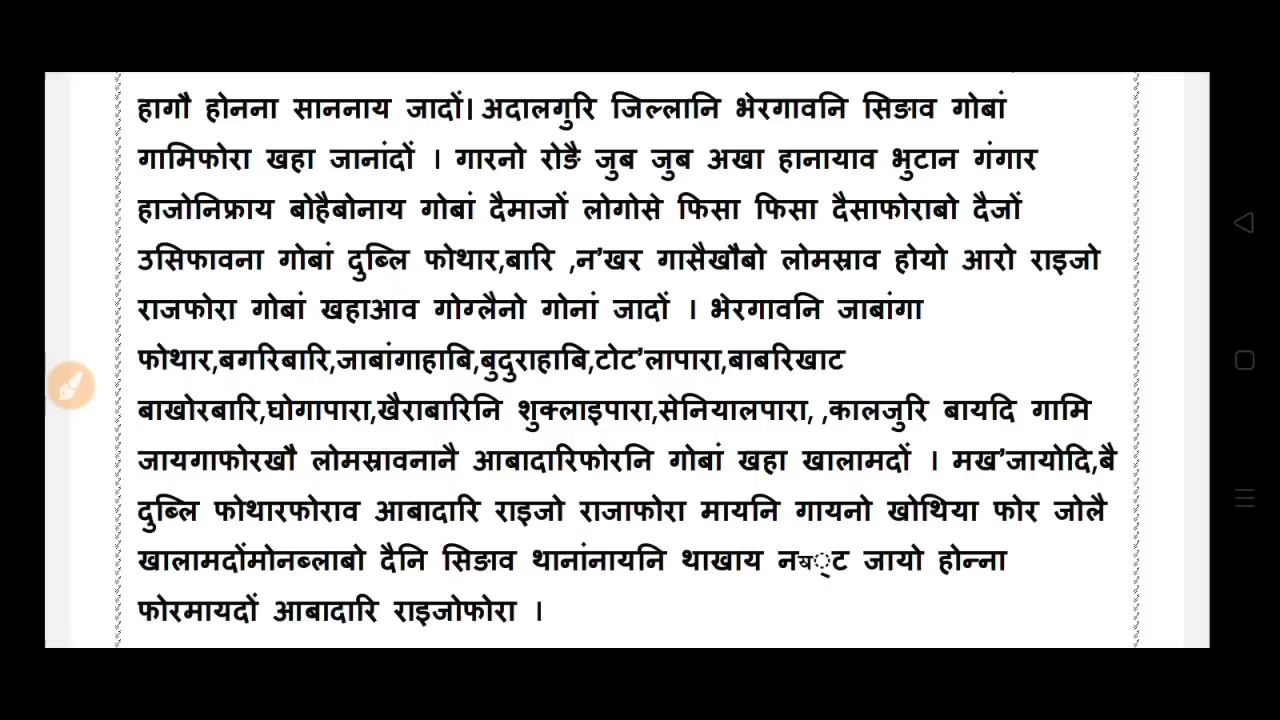 हागौ होनना साननाय जादों। अदालगुरि जिल्लानि भेरगावनि सिङाव गोबां
गामिफोरा खहा जानांदों । गारनो रोङै जुब जुब अखा हानायाव भुटान गंगार
हाजोनिफ्राय बोहैबोनाय गोबां दैमाजों लोगोसे फिसा फिसा दैसाफोराबो दैजों
उसिफावना गोबां दुब्लि फोथार,बारि ,न’खर गासैखौबो लोमस्राव होयो आरो राइजो
राजफोरा गोबां खहाआव गोग्लैनो गोनां जादों । भेरगावनि जाबांगा
फोथार,बगरिबारि,जाबांगाहाबि,बुदुराहाबि,टोट’लापारा,बाबरिखाट
बाखोरबारि,घोगापारा,खैराबारिनि शुक्लाइपारा,सेनियालपारा, ,कालजुरि बायदि गामि
जायगाफोरखौ लोमस्रावनानै आबादारिफोरनि गोबां खहा खालामदों । मख’जायोदि,बै
दुब्लि फोथारफोराव आबादारि राइजो राजाफोरा मायनि गायनो खोथिया फोर जोलै
खालामदोंमोनब्लाबो दैनि सिङाव थानांनायनि थाखाय नय়্ट जायो होन्ना
फोरमायदों आबादारि राइजोफोरा ।